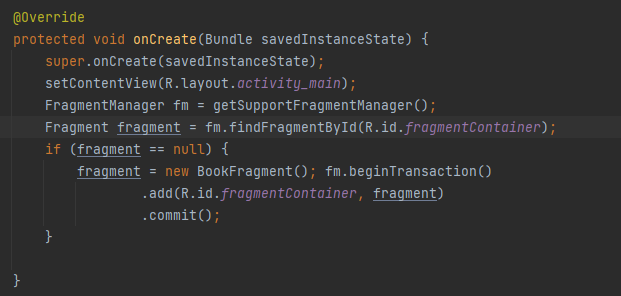 @Override
protected void onCreate(Bundle savedInstanceState) {
    super.onCreate(savedInstanceState);
    setContentView(R.layout.activity_main);
    FragmentManager fm = getSupportFragmentManager();
    Fragment fragment = fm.findFragmentById(R.id.fragmentContainer);
    if (fragment == null) {
        fragment = new BookFragment(); fm.beginTransaction()
                .add(R.id.fragmentContainer, fragment)
                .commit();
    }
}